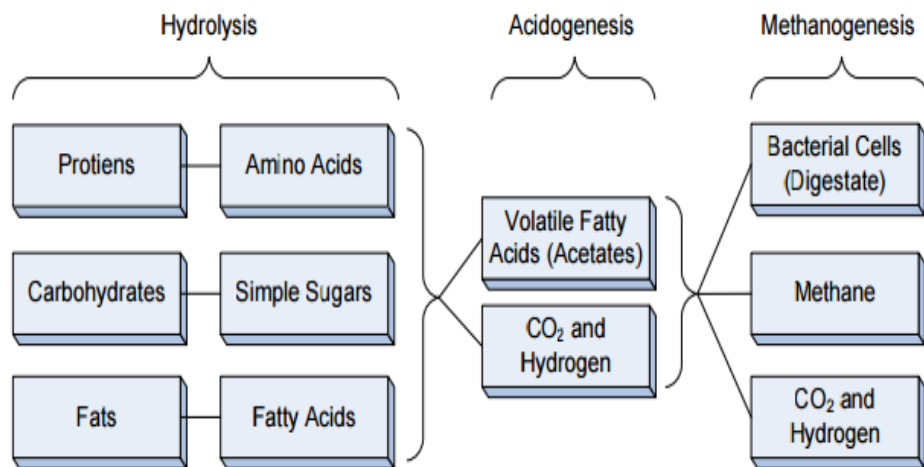 Hydrolysis
Acidogenesis
Methanogenesis
Protiens
Amino Acids
Carbohydrates
Simple Sugars
Fats
Fatty Acids
Volatile Fatty
Acids (Acetates)
CO₂ and
Hydrogen
Bacterial Cells
(Digestate)
Methane
CO₂ and
Hydrogen